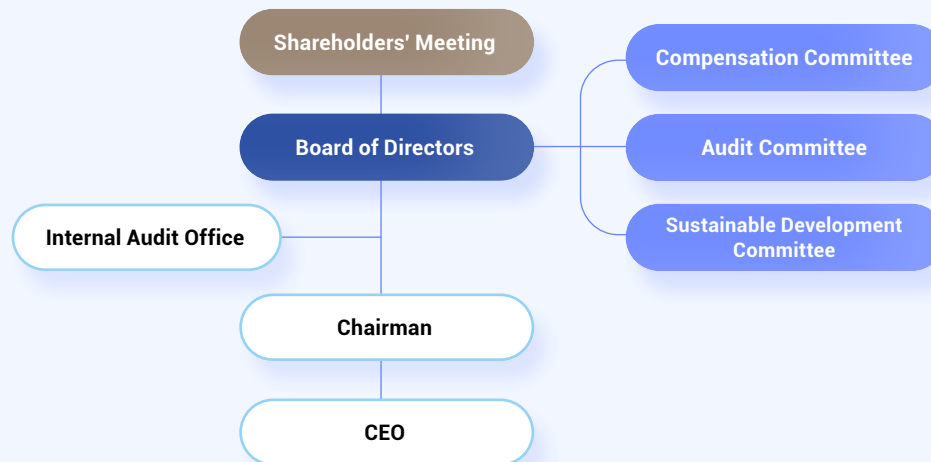 Shareholders' Meeting
Compensation Committee
Board of Directors
Audit Committee
Sustainable Development
Committee
Internal Audit Office
Chairman
CEO